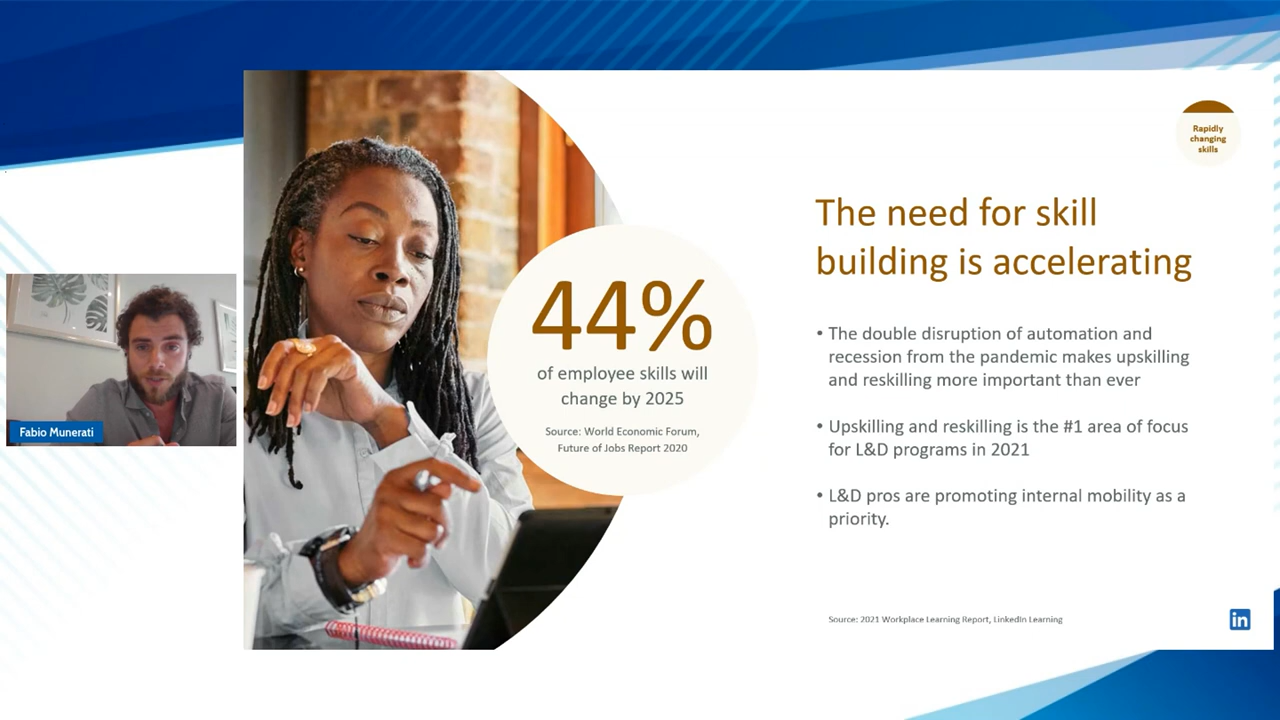 Rapidly
changing
skills
The need for skill
building is accelerating
44%
of employee skills will
change by 2025
Source: World Economic Forum,
Future of Jobs Report 2020
• The double disruption of automation and
recession from the pandemic makes upskilling
and reskilling more important than ever
• Upskilling and reskilling is the #1 area of focus
for L&D programs in 2021
• L&D pros are promoting internal mobility as a
priority.
Fabio Munerati
Source: 2021 Workplace Learning Report, LinkedIn Learning
in